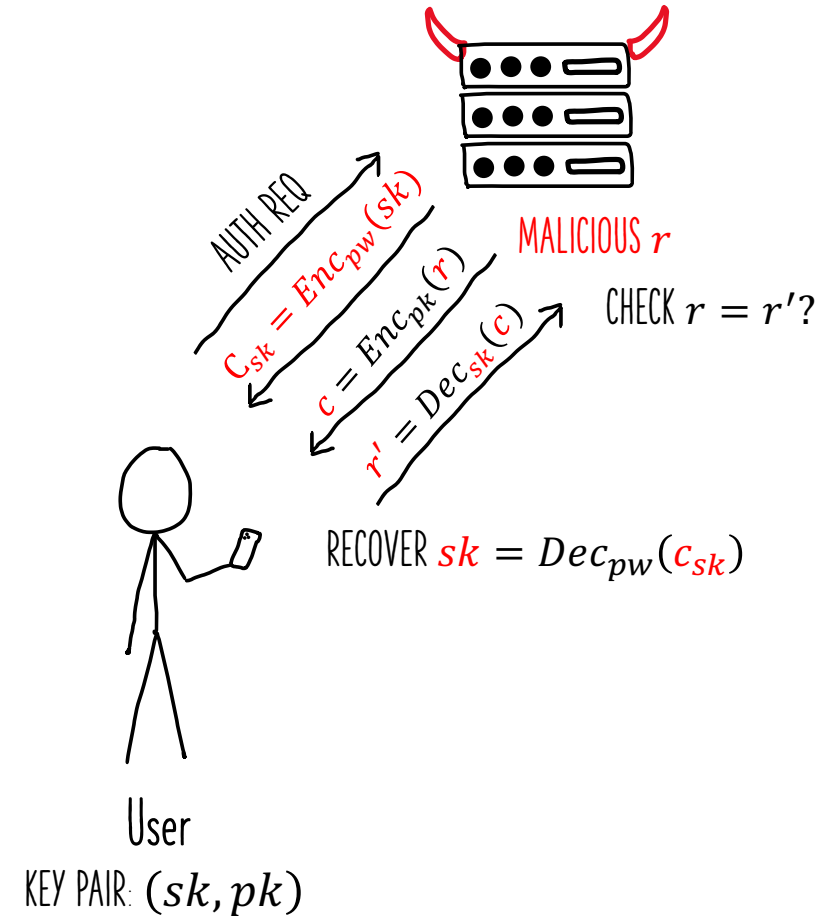 AUTH REQ
C_sk = Enc_pw(sk)
c = Enc_pk(r)
r' = Dec_sk(c)
MALICIOUS r
CHECK r = r'?
RECOVER sk = Dec_pw(c_sk)
User
KEY PAIR: (sk, pk)